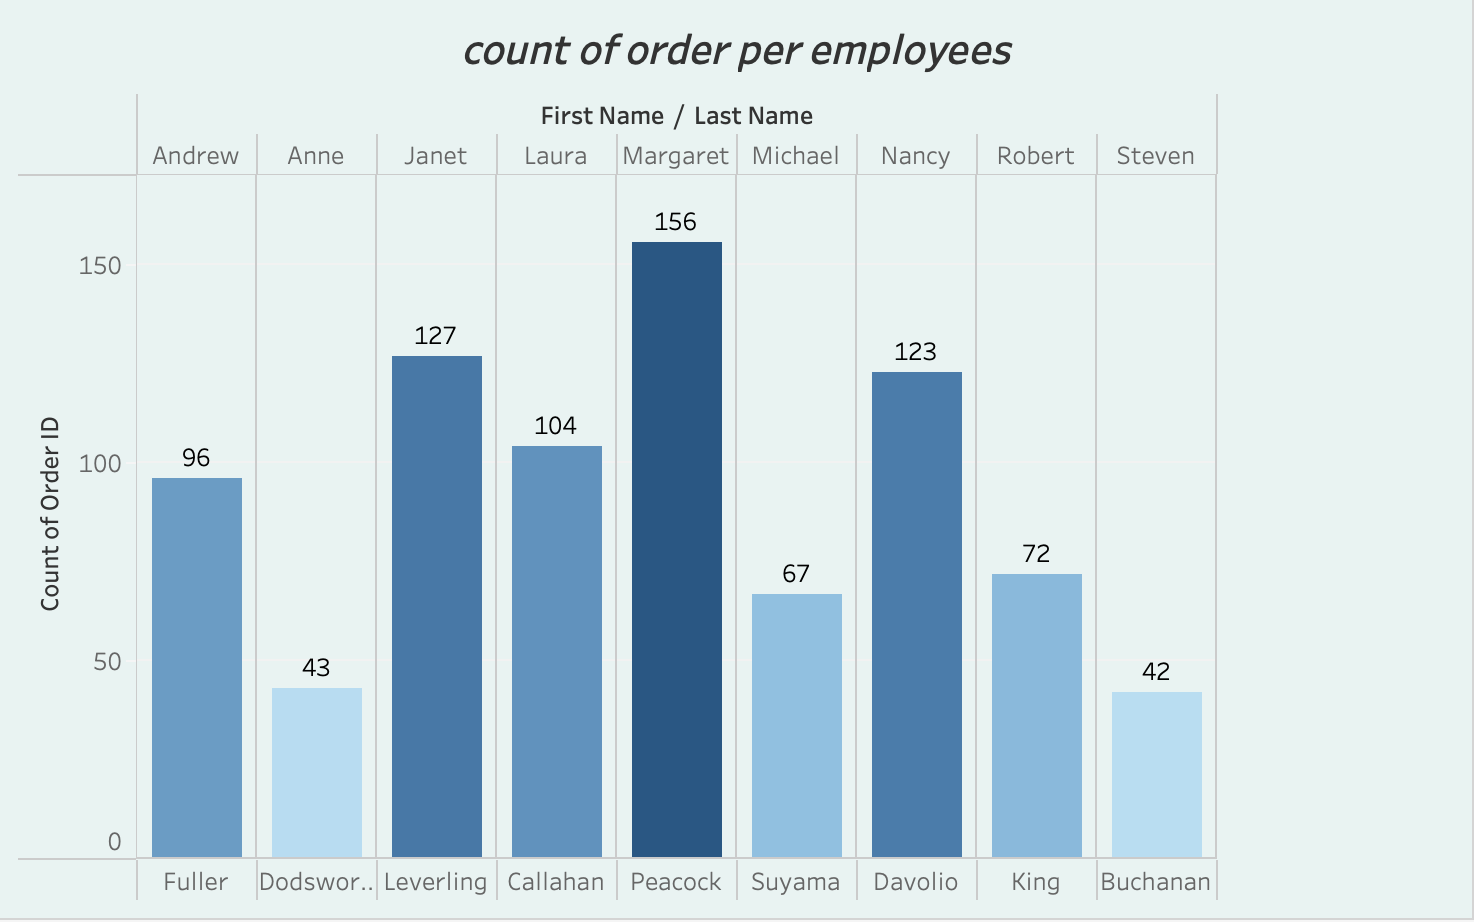 count of order per employees
First Name / Last Name
Andrew Anne Janet Laura Margaret Michael Nancy Robert Steven
156
150
127
123
104
100
96
72
67
50
43
42
0
Count of Order ID
Fuller Dodswor.. Leverling Callahan Peacock Suyama Davolio King Buchanan